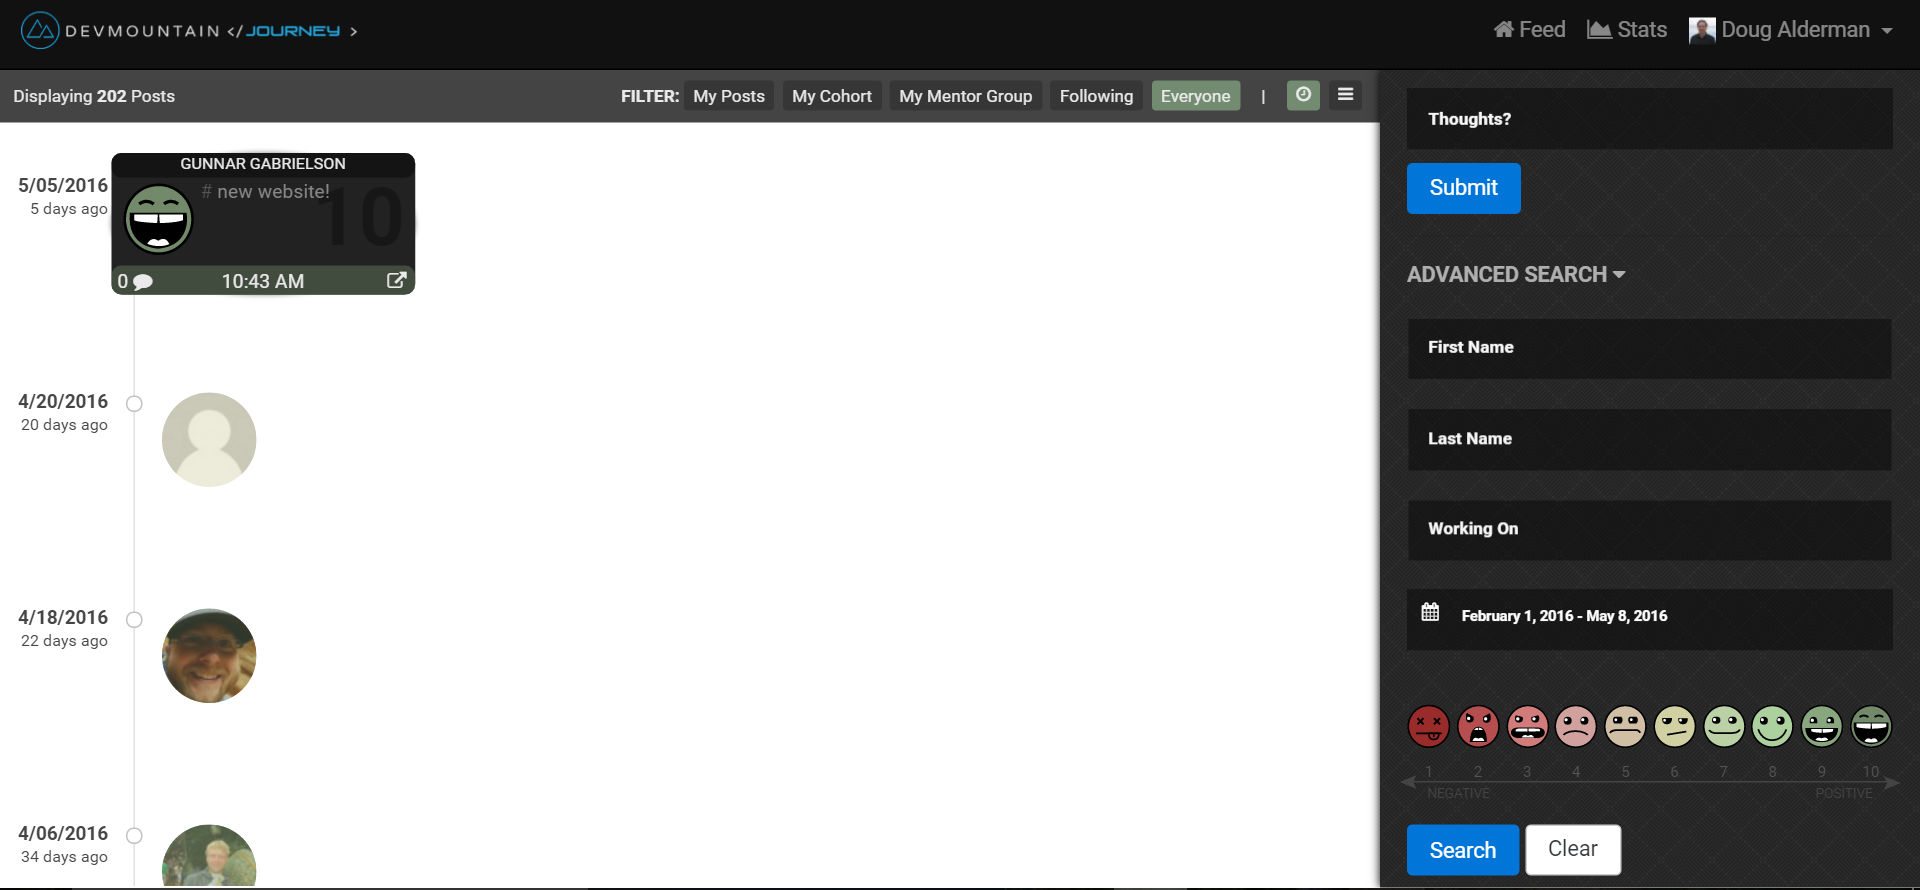 DEVMOUNTAIN </JOURNEY >
Feed Stats Doug Alderman
Displaying 202 Posts
FILTER: My Posts My Cohort My Mentor Group Following Everyone |
5/05/2016
5 days ago
GUNNAR GABRIELSON
# new website!
10
0 10:43 AM
4/20/2016
20 days ago
4/18/2016
22 days ago
4/06/2016
34 days ago
Thoughts?
Submit
ADVANCED SEARCH
First Name
Last Name
Working On
February 1, 2016 - May 8, 2016
1 2 3 4 5 6 7 8 9 10
NEGATIVE POSITIVE
Search Clear